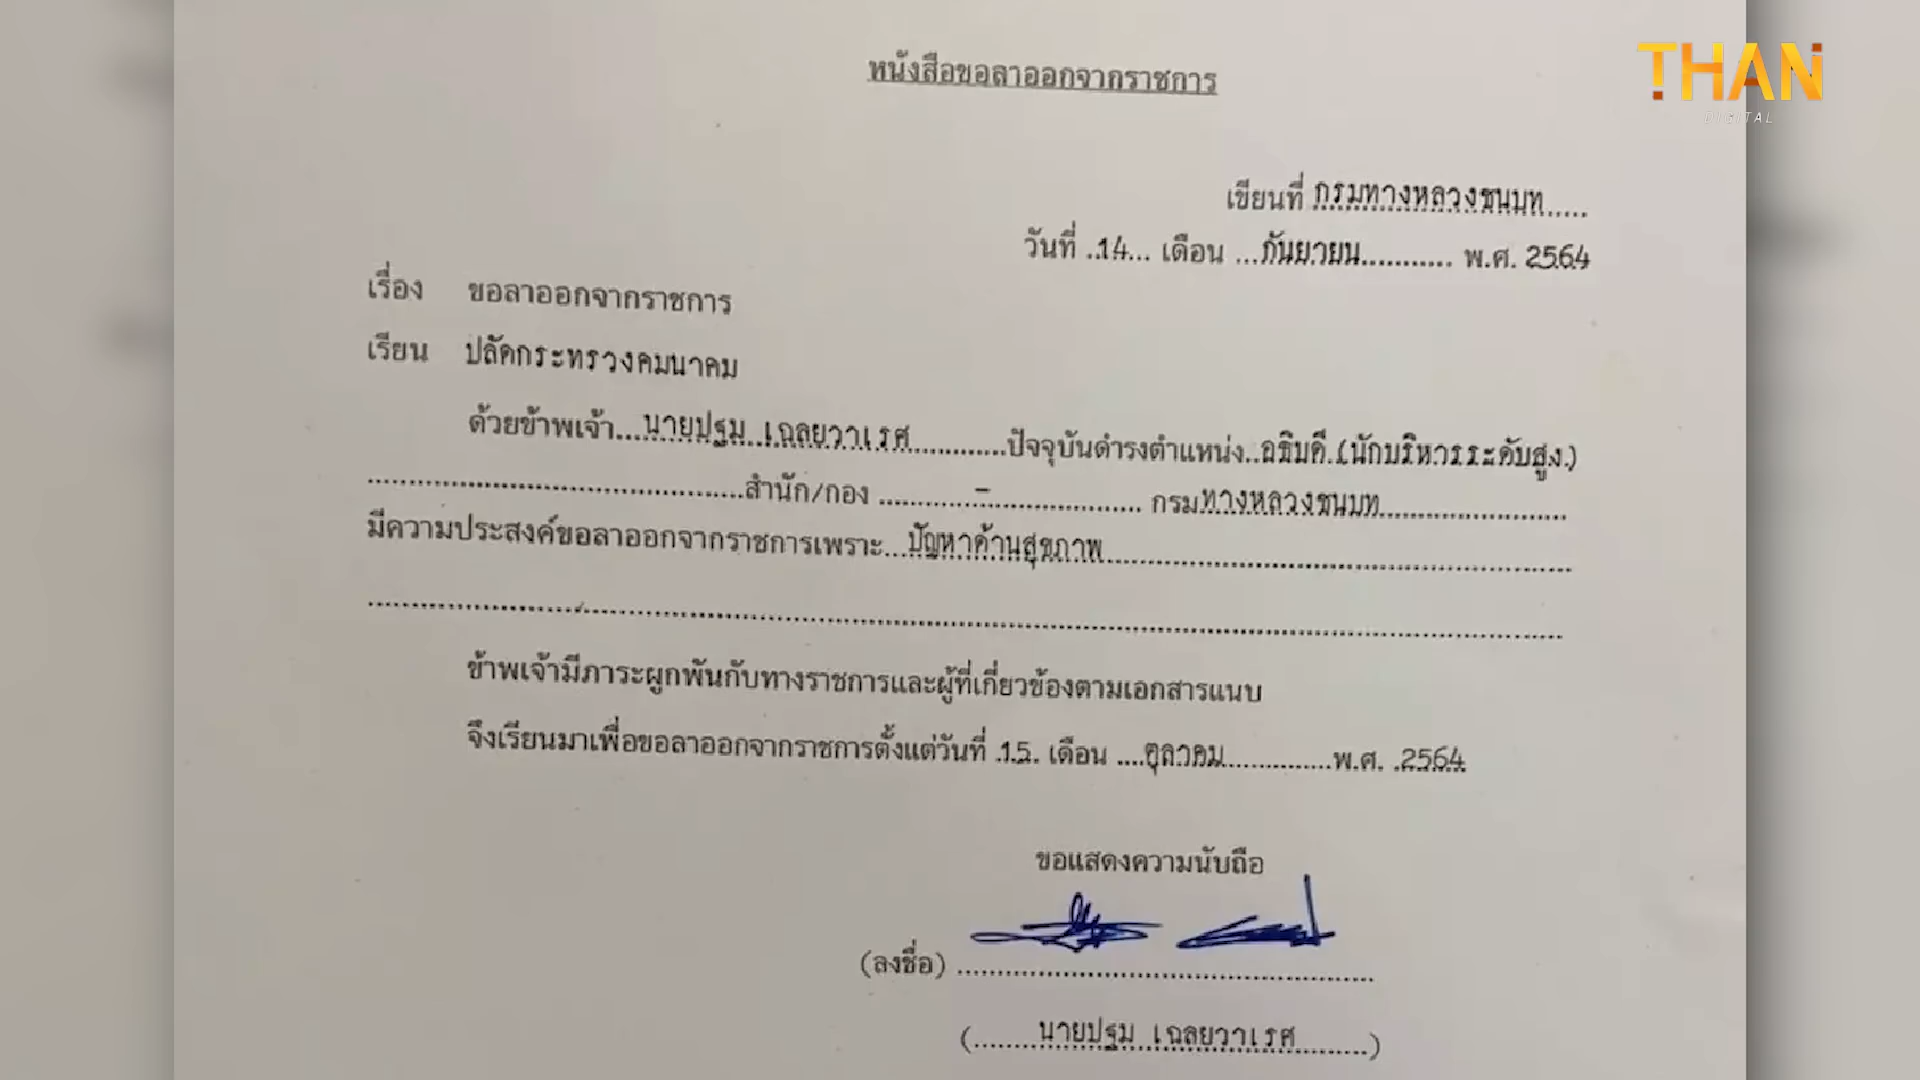 THAN
DIGITAL
หนังสือขอลาออกจากราชการ
เขียนที่ กรมทางหลวงชนบท.....
วันที่ ..14... เดือน ...กันยายน........... พ.ศ. 2564
เรื่อง ขอลาออกจากราชการ
เรียน ปลัดกระทรวงคมนาคม
ด้วยข้าพเจ้า...นายปฐม เฉลยวาเรศ............ปัจจุบันดำรงตำแหน่ง..อธิบดี.(นักบริหารระดับสูง.)
..............................................สำนัก/กอง ............-.................. กรมทางหลวงชนบท.......................
มีความประสงค์ขอลาออกจากราชการเพราะ...ปัญหาด้านสุขภาพ..........................................................
ข้าพเจ้ามีภาระผูกพันกับทางราชการและผู้ที่เกี่ยวข้องตามเอกสารแนบ
จึงเรียนมาเพื่อขอลาออกจากราชการตั้งแต่วันที่ .15. เดือน ....ตุลาคม.............พ.ศ. .2564
ขอแสดงความนับถือ
(ลงชื่อ) ....................................................
(........นายปฐม เฉลยวาเรศ.........)